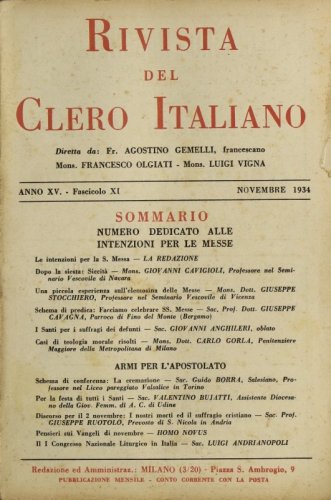 RIVISTA
DEL
CLERO ITALIANO
Diretta da: Fr. AGOSTINO GEMELLI, francescano
Mons. FRANCESCO OLGIATI - Mons. LUIGI VIGNA
ANNO XV. - Fascicolo XI NOVEMBRE 1934
SOMMARIO
NUMERO DEDICATO ALLE
INTENZIONI PER LE MESSE
Le intenzioni per la S. Messa — LA REDAZIONE
Dopo la siesta: Siccità — Mons. GIOVANNI CAVIGIOLI, Professore nel Semi-
nario Vescovile di Novara
Una piccola esperienza sull'elemosina delle Messe — Mons. Dott. GIUSEPPE
STOCCHIERO, Professore nel Seminario Vescovile di Vicenza
Schema di predica: Facciamo celebrare SS. Messe — Sac. Prof. Dott. GIUSEPPE
CAVAGNA, Parroco di Fino del Monte (Bergamo)
I Santi per i suffragi dei defunti — Sac. GIOVANNI ANGHILERI, oblato
Casi di teologia morale risolti — Mons. Dott. CARLO GORLA, Penitenziere
Maggiore della Metropolitana di Milano
ARMI PER L'APOSTOLATO
Schema di conferenza: La cremazione — Sac. Guido BORRA, Salesiano, Pro-
fessore nel Liceo pareggiato Valsalice in Torino
Per la festa di tutti i Santi — Sac. VALENTINO BUIATTI, Assistente Diocesa-
no della Giov. Femm. di A. C. di Udine
Discorso per il 2 novembre: I nostri morti ed il suffragio cristiano — Sac. Prof.
GIUSEPPE RUOTOLO, Prevosto di S. Nicola in Andria
Pensieri sui Vangeli di novembre — HOMO NOVUS
Il I Congresso Nazionale Liturgico in Italia — Sac. LUIGI ANDRIANOPOLI
Redazione ed Amministraz.: MILANO (3/20) - Piazza S. Ambrogio, 9
PUBBLICAZIONE MENSILE - CONTO CORRENTE CON LA POSTA